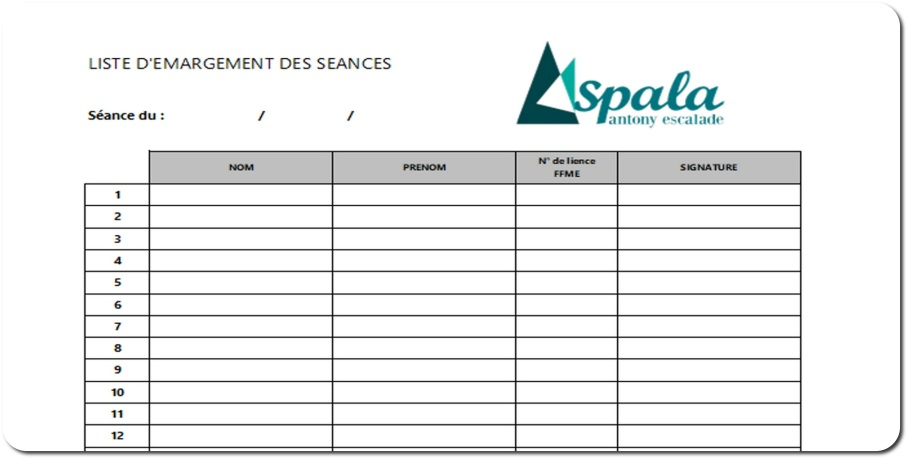 LISTE D'EMARGEMENT DES SEANCES
Séance du : / /
Aspala
antony escalade
NOM PRENOM N° de lience FFME SIGNATURE
1
2
3
4
5
6
7
8
9
10
11
12